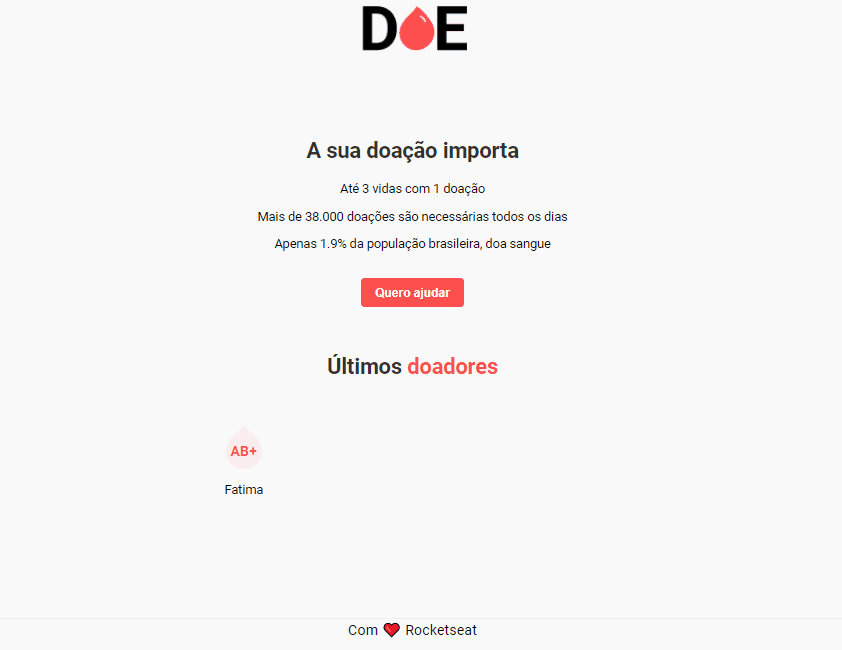 DOE
A sua doação importa
Até 3 vidas com 1 doação
Mais de 38.000 doações são necessárias todos os dias
Apenas 1.9% da população brasileira, doa sangue
Quero ajudar
Últimos doadores
AB+
Fatima
Com ❤ Rocketseat